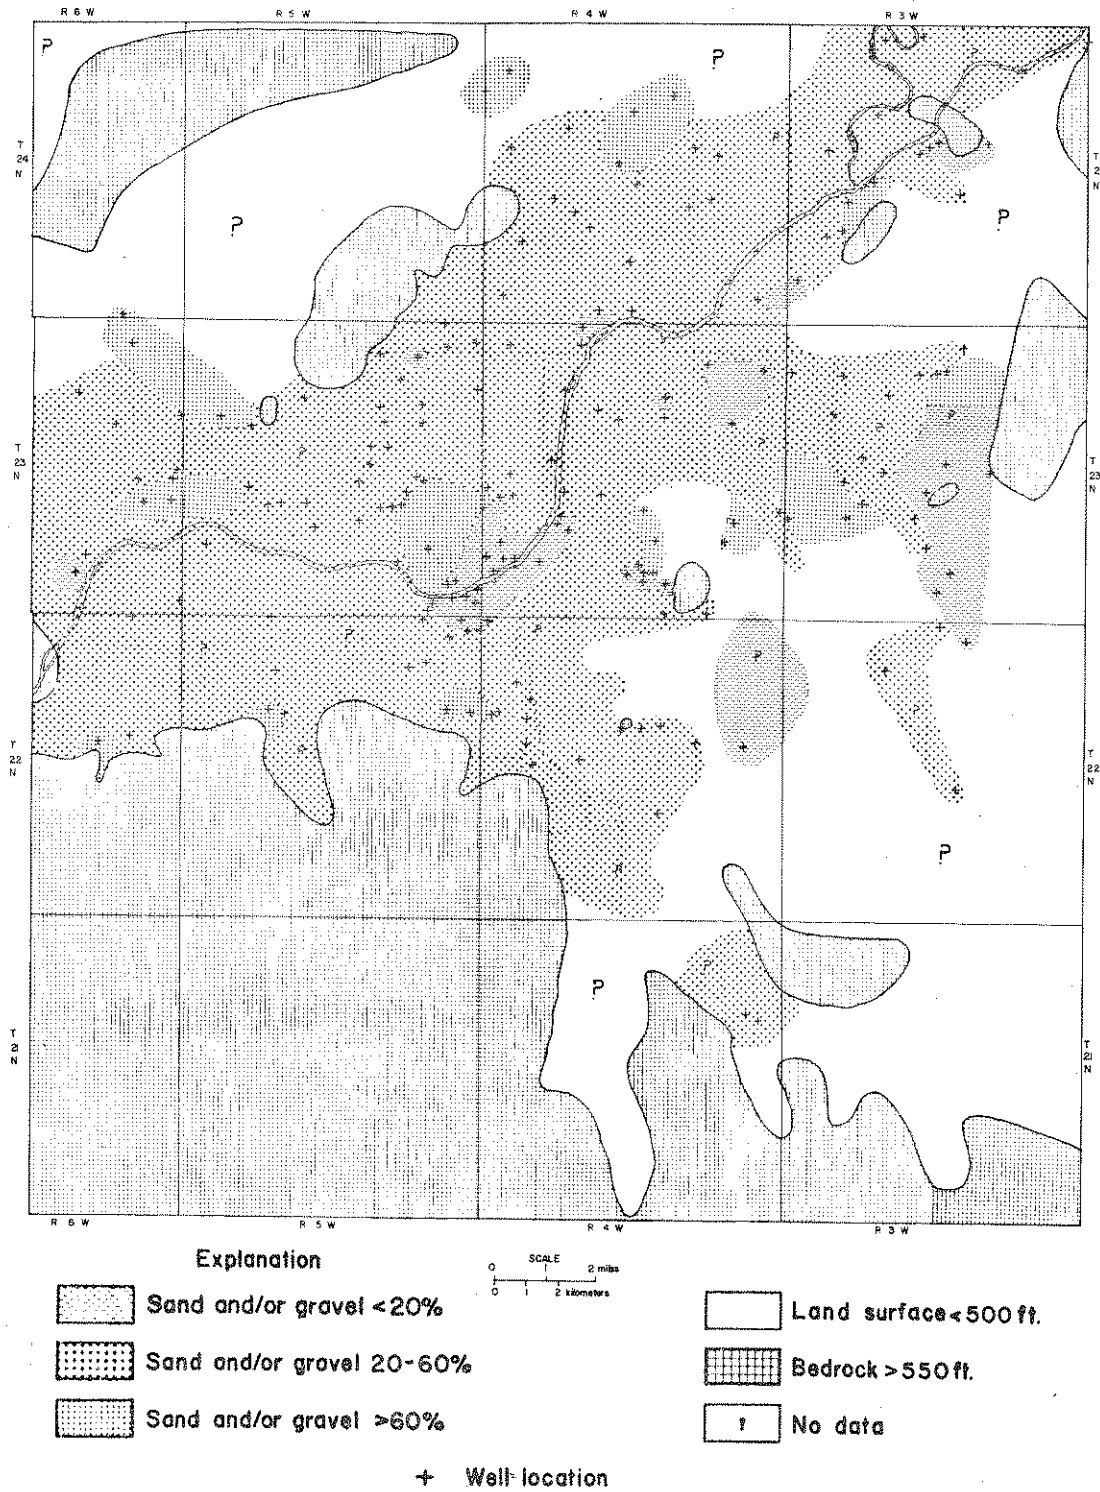 R 6 W R 5 W R 4 W R 3 W
?
?
T
24
N
T
2
N
?
?
T
23
N
T
23
N
T
22
N
T
22
N
?
?
T
21
N
T
21
N
R 6 W R 5 W R 4 W R 3 W
Explanation
SCALE
0 1 2 miles
0 1 2 kilometers
Sand and/or gravel <20%
Land surface < 500 ft.
Sand and/or gravel 20-60%
Bedrock > 550 ft.
Sand and/or gravel >60%
? No data
+ Well location